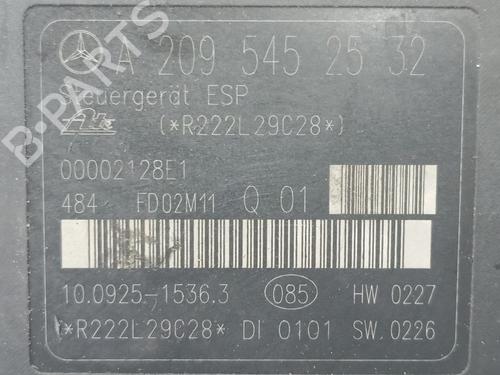 B-PARTS
A 209 545 25 32
Steuergerät ESP
Ate (*R222L29C28*)
00002128E1
484 FD02M11 Q 01
10.0925-1536.3 085 HW 0227
(*R222L29C28* DI 0101 SW.0226